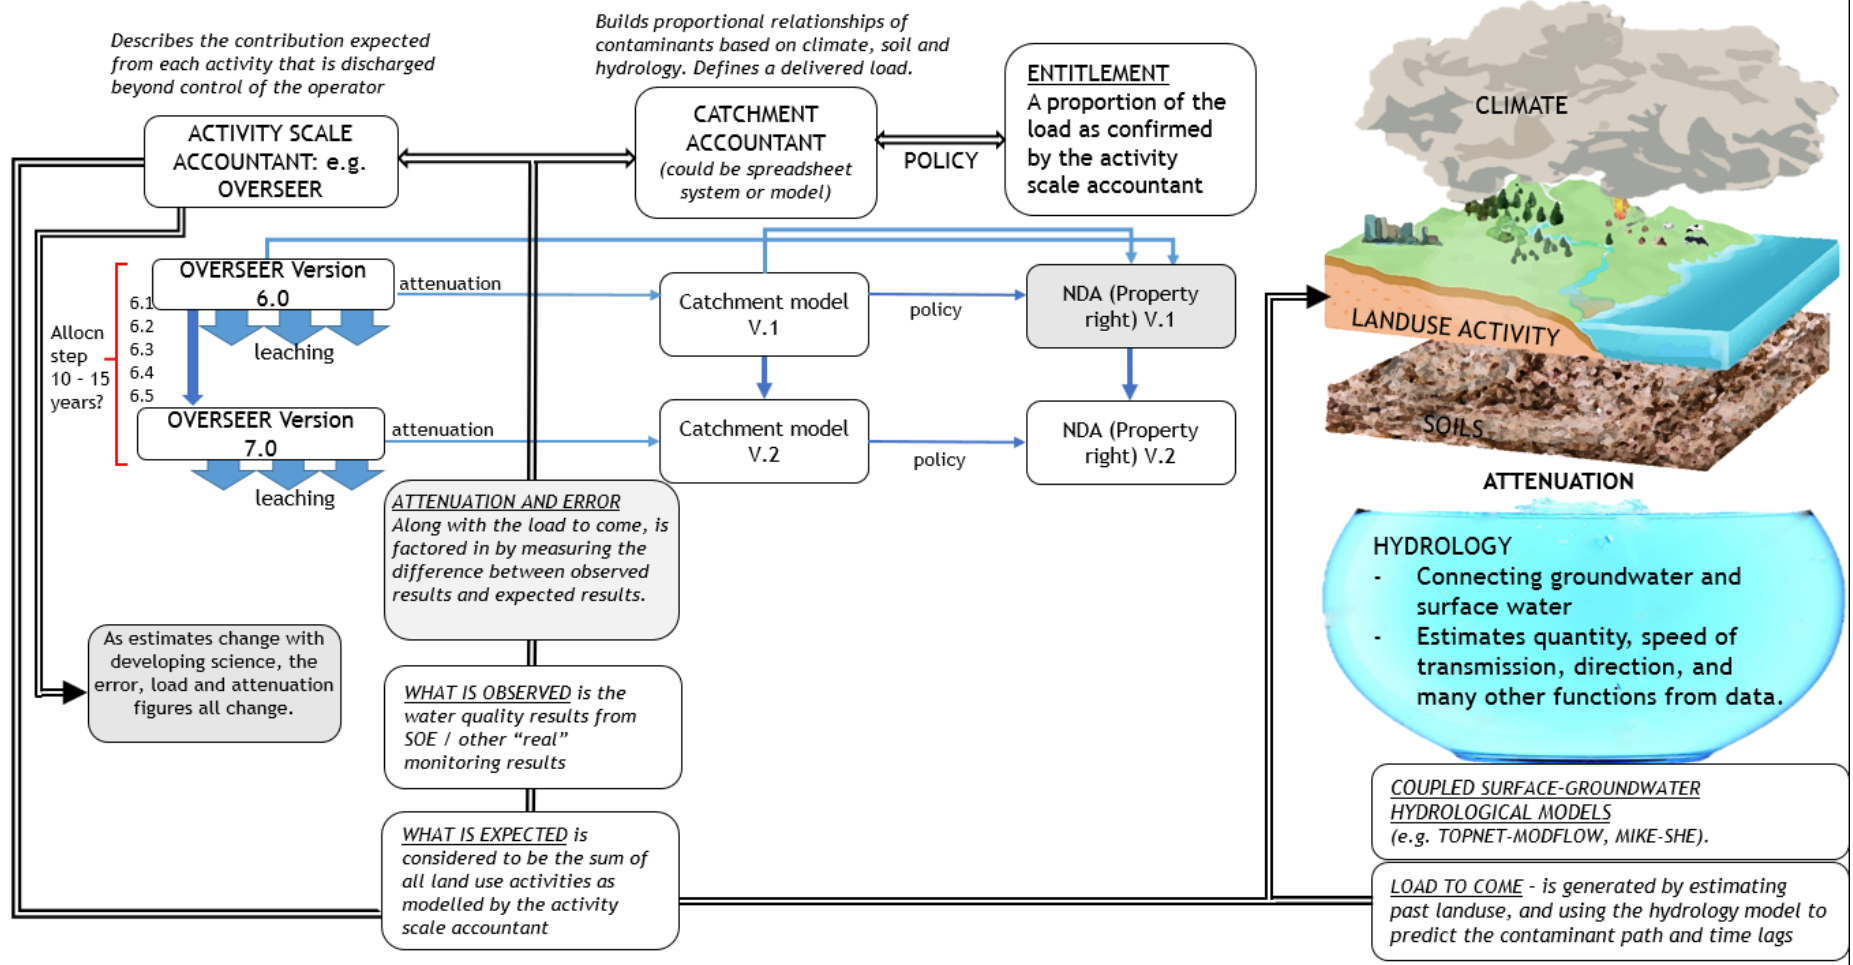 Describes the contribution expected
from each activity that is discharged
beyond control of the operator
Builds proportional relationships of
contaminants based on climate, soil and
hydrology. Defines a delivered load.
ACTIVITY SCALE
ACCOUNTANT: e.g.
OVERSEER
CATCHMENT
ACCOUNTANT
(could be spreadsheet
system or model)
POLICY
ENTITLEMENT
A proportion of the
load as confirmed
by the activity
scale accountant
OVERSEER Version
6.0
attenuation
leaching
Catchment model
V.1
policy
NDA (Property
right) V.1
Allocn
step
10 - 15
years?
6.1
6.2
6.3
6.4
6.5
OVERSEER Version
7.0
attenuation
leaching
Catchment model
V.2
policy
NDA (Property
right) V.2
ATTENUATION AND ERROR
Along with the load to come, is
factored in by measuring the
difference between observed
results and expected results.
As estimates change with
developing science, the
error, load and attenuation
figures all change.
WHAT IS OBSERVED is the
water quality results from
SOE / other “real”
monitoring results
WHAT IS EXPECTED is
considered to be the sum of
all land use activities as
modelled by the activity
scale accountant
CLIMATE
LANDUSE ACTIVITY
SOILS
ATTENUATION
HYDROLOGY
- Connecting groundwater and
surface water
- Estimates quantity, speed of
transmission, direction, and
many other functions from data.
COUPLED SURFACE-GROUNDWATER
HYDROLOGICAL MODELS
(e.g. TOPNET-MODFLOW, MIKE-SHE).
LOAD TO COME - is generated by estimating
past landuse, and using the hydrology model to
predict the contaminant path and time lags